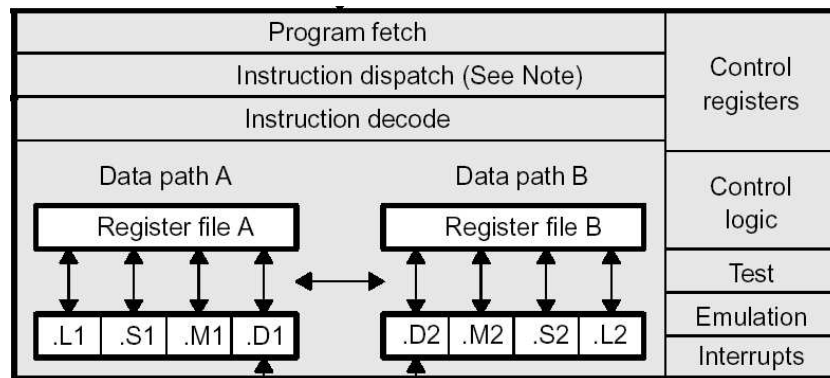 Program fetch
Instruction dispatch (See Note)
Instruction decode
Control
registers
Data path A
Data path B
Register file A
Register file B
Control
logic
Test
Emulation
Interrupts
.L1 .S1 .M1 .D1
.D2 .M2 .S2 .L2